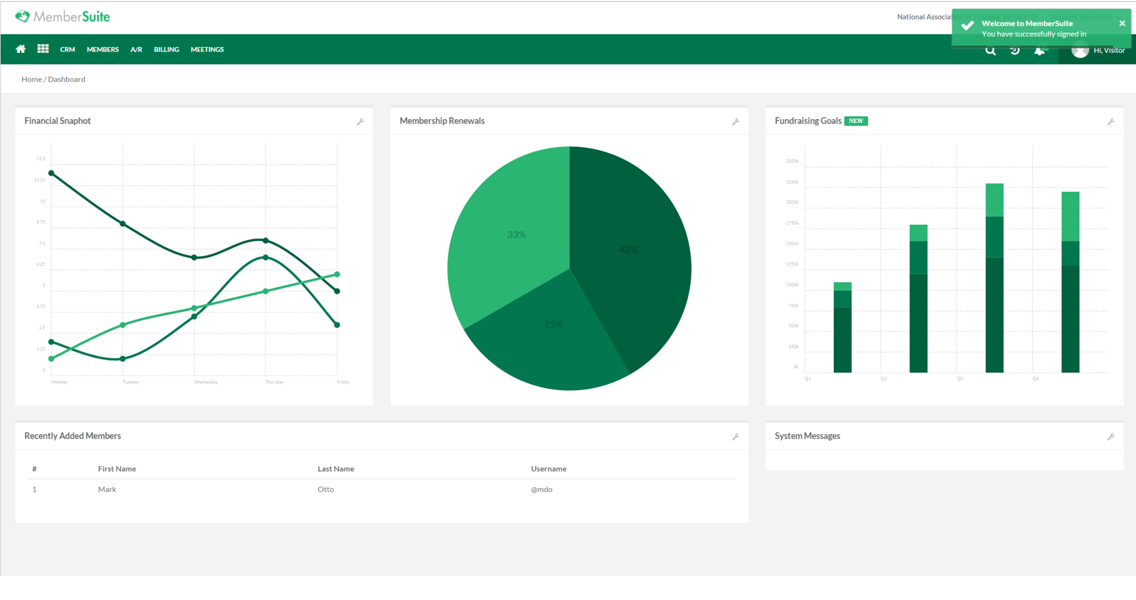 MemberSuite
National Associat
Welcome to MemberSuite
You have successfully signed in
CRM MEMBERS A/R BILLING MEETINGS
Hi, Visitor
Home / Dashboard
Financial Snaphot
Membership Renewals
Fundraising Goals NEW
12.5
11.25
10
8.75
7.5
6.25
5
3.75
2.5
1.25
0
Monday Tuesday Wednesday Thursday Friday
33%
42%
25%
2500k
2250k
2000k
1750k
1500k
1250k
1000k
750k
500k
250k
0k
Q1 Q2 Q3 Q4
Recently Added Members
System Messages
# First Name Last Name Username
1 Mark Otto @mdo